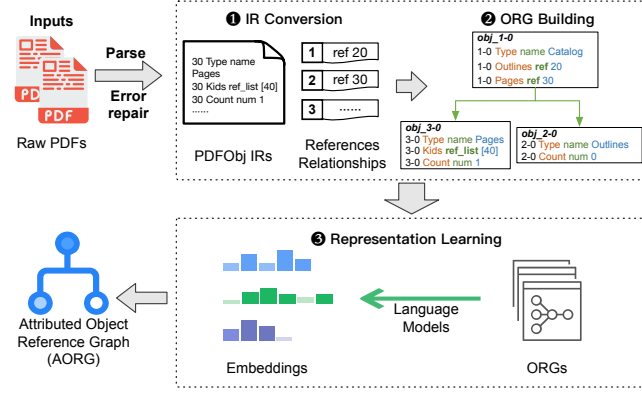 Inputs
PDF
PDF
Raw PDFs
Parse
Error
repair
❶ IR Conversion
30 Type name
Pages
30 Kids ref_list [40]
30 Count num 1
......
PDFObj IRs
1 ref 20
2 ref 30
3 ......
References
Relationships
❷ ORG Building
obj_1-0
1-0 Type name Catalog
1-0 Outlines ref 20
1-0 Pages ref 30
obj_3-0
3-0 Type name Pages
3-0 Kids ref_list [40]
3-0 Count num 1
obj_2-0
2-0 Type name Outlines
2-0 Count num 0
❸ Representation Learning
Embeddings
Language
Models
ORGs
Attributed Object
Reference Graph
(AORG)